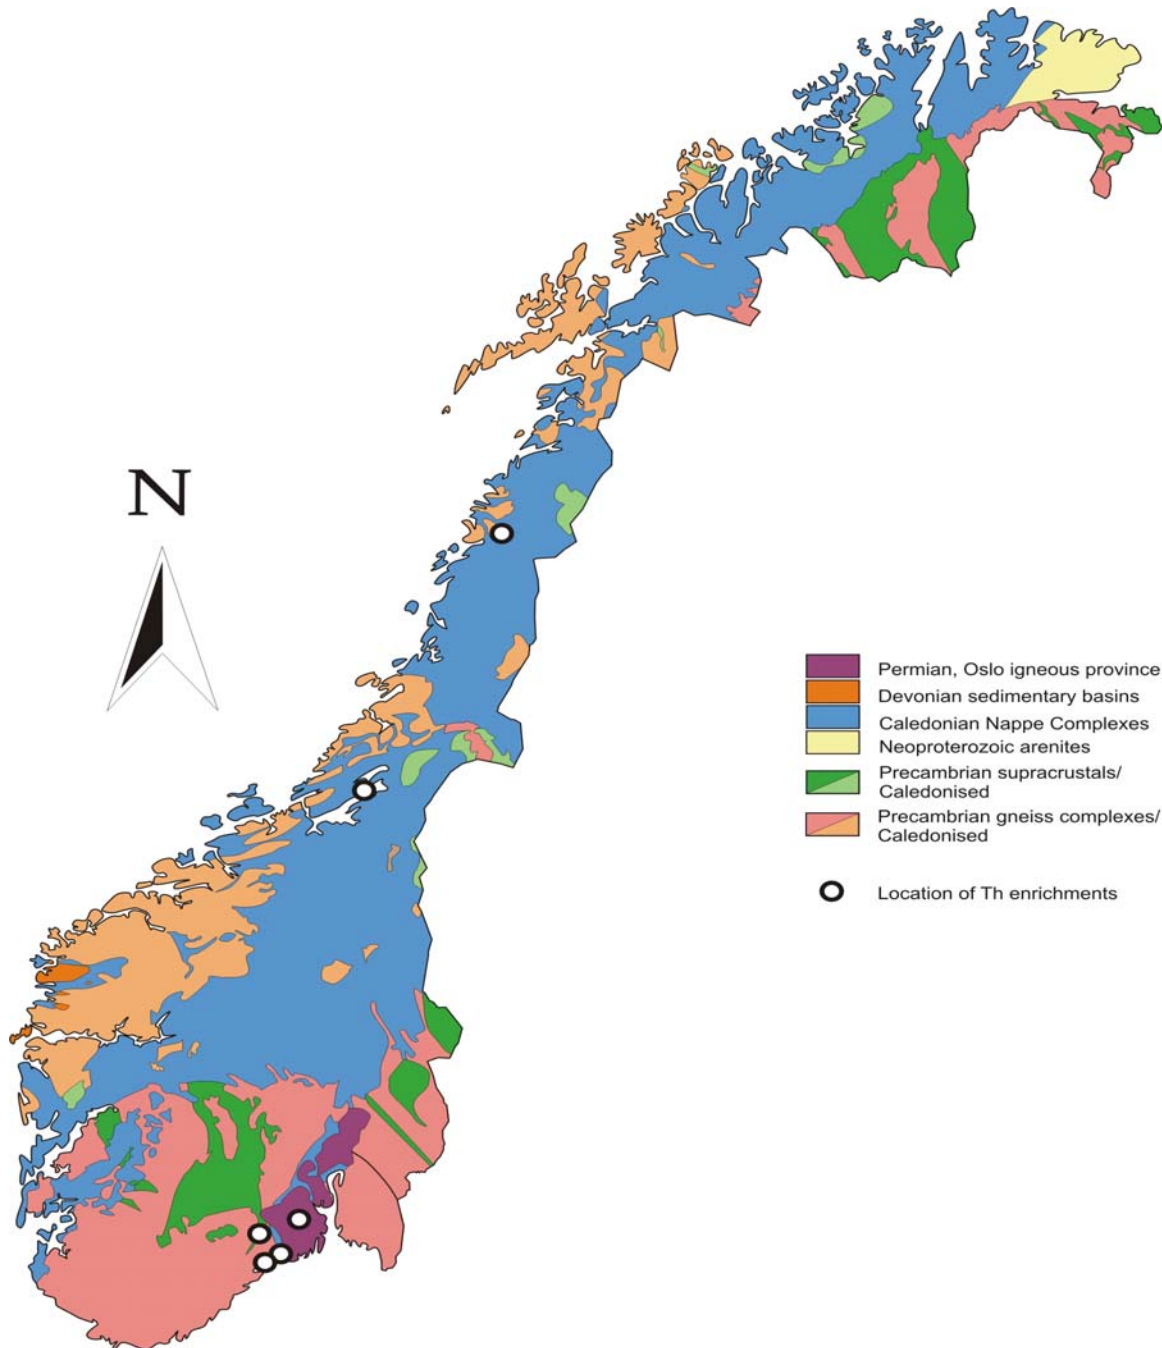 N
Permian, Oslo igneous province
Devonian sedimentary basins
Caledonian Nappe Complexes
Neoproterozoic arenites
Precambrian supracrustals/
Caledonised
Precambrian gneiss complexes/
Caledonised
Location of Th enrichments